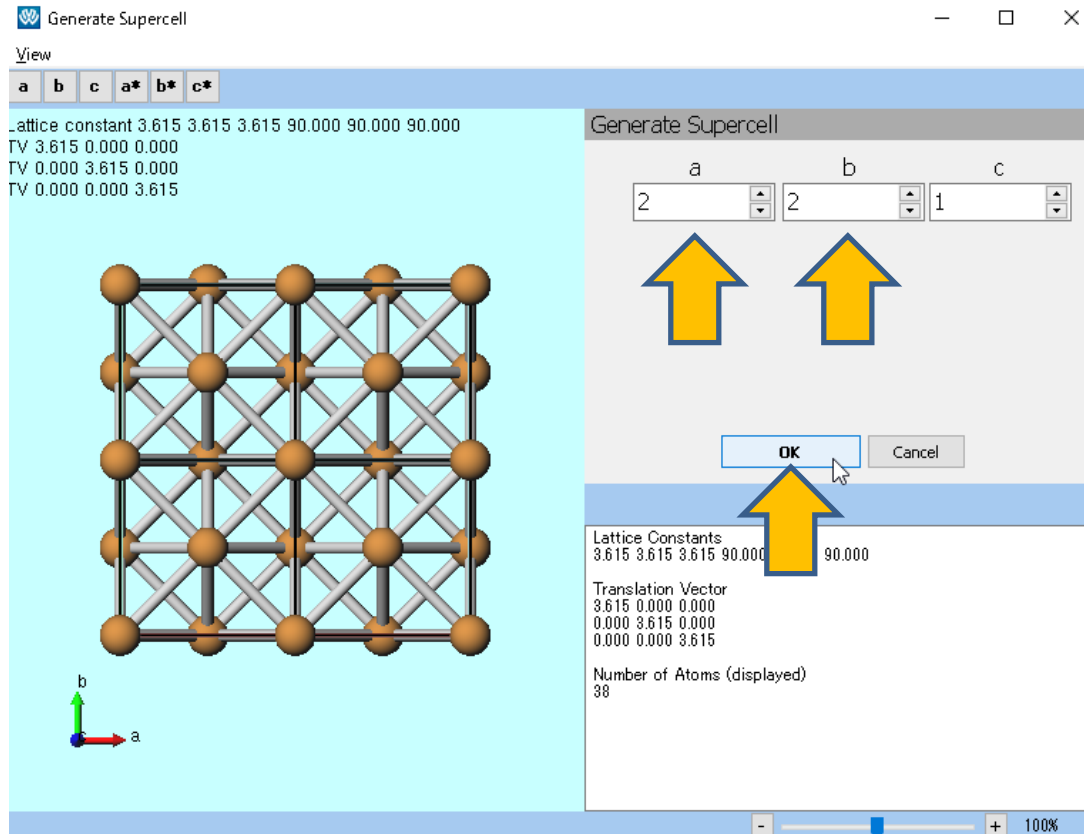 Generate Supercell
View
a b c a* b* c*
Lattice constant 3.615 3.615 3.615 90.000 90.000 90.000
TV 3.615 0.000 0.000
TV 0.000 3.615 0.000
TV 0.000 0.000 3.615
Generate Supercell
a b c
2 2 1
OK Cancel
Lattice Constants
3.615 3.615 3.615 90.000 90.000
Translation Vector
3.615 0.000 0.000
0.000 3.615 0.000
0.000 0.000 3.615
Number of Atoms (displayed)
38
b
a
- + 100%